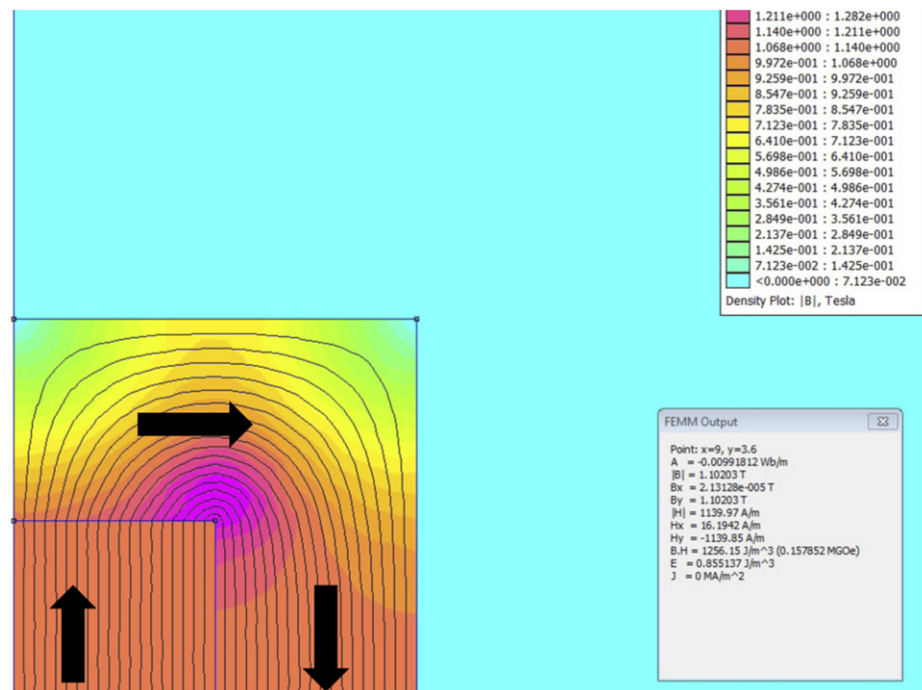 1.211e+000 : 1.282e+000
1.140e+000 : 1.211e+000
1.068e+000 : 1.140e+000
9.972e-001 : 1.068e+000
9.259e-001 : 9.972e-001
8.547e-001 : 9.259e-001
7.835e-001 : 8.547e-001
7.123e-001 : 7.835e-001
6.410e-001 : 7.123e-001
5.698e-001 : 6.410e-001
4.986e-001 : 5.698e-001
4.274e-001 : 4.986e-001
3.561e-001 : 4.274e-001
2.849e-001 : 3.561e-001
2.137e-001 : 2.849e-001
1.425e-001 : 2.137e-001
7.123e-002 : 1.425e-001
<0.000e+000 : 7.123e-002
Density Plot: |B|, Tesla
FEMM Output
Point: x=9, y=3.6
A = -0.00991812 Wb/m
|B| = 1.10203 T
Bx = 2.13128e-005 T
By = 1.10203 T
|H| = 1139.97 A/m
Hx = 16.1942 A/m
Hy = -1139.85 A/m
B.H = 1256.15 J/m^3 (0.157852 MGOe)
E = 0.855137 J/m^3
J = 0 MA/m^2